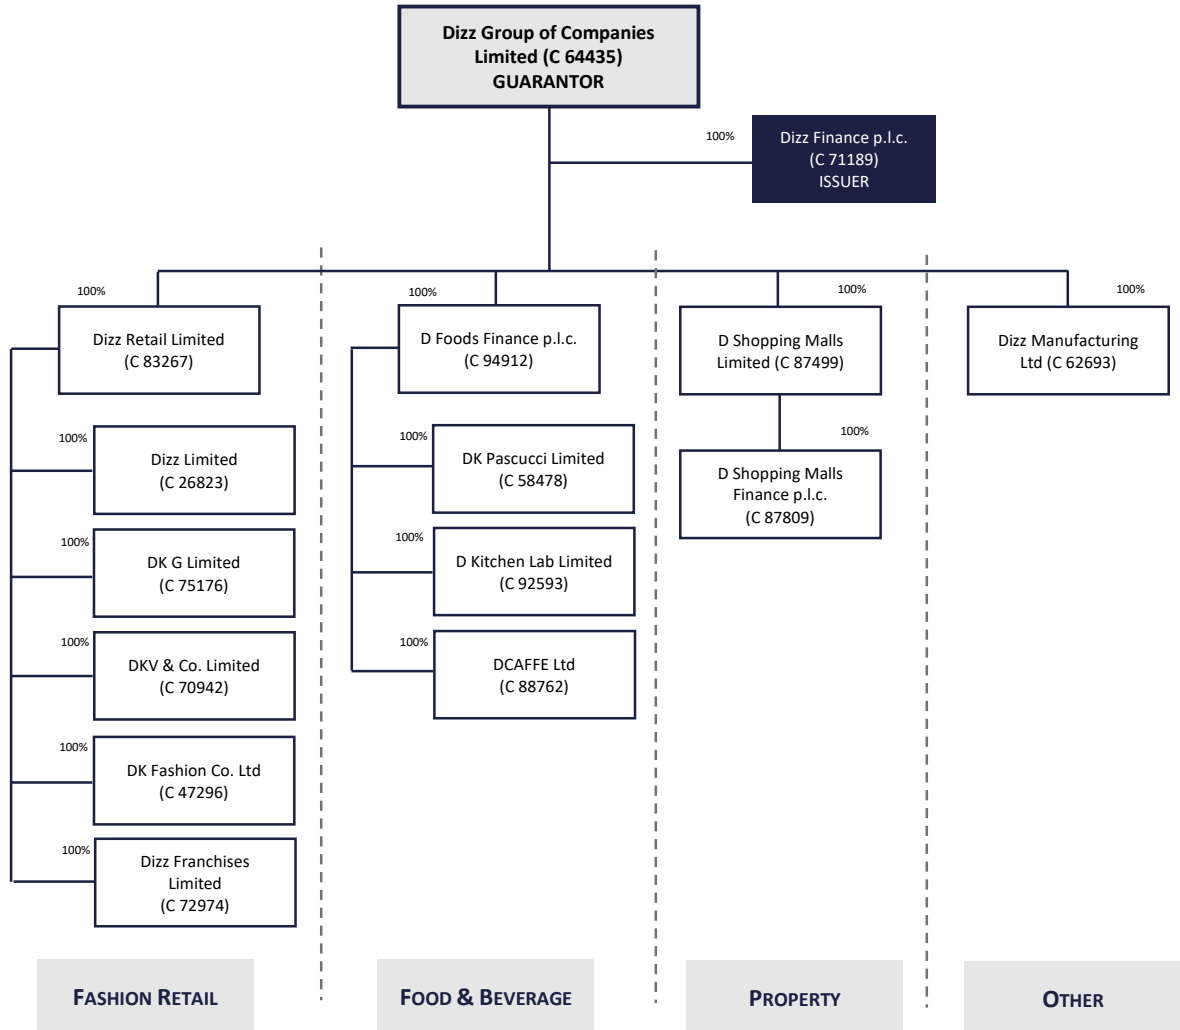 Dizz Group of Companies
Limited (C 64435)
GUARANTOR
100%
Dizz Finance p.l.c.
(C 71189)
ISSUER
100%
Dizz Retail Limited
(C 83267)
100%
D Foods Finance p.l.c.
(C 94912)
100%
D Shopping Malls
Limited (C 87499)
100%
Dizz Manufacturing
Ltd (C 62693)
100%
Dizz Limited
(C 26823)
100%
DK G Limited
(C 75176)
100%
DKV & Co. Limited
(C 70942)
100%
DK Fashion Co. Ltd
(C 47296)
100%
Dizz Franchises
Limited
(C 72974)
100%
DK Pascucci Limited
(C 58478)
100%
D Kitchen Lab Limited
(C 92593)
100%
DCAFFE Ltd
(C 88762)
100%
D Shopping Malls
Finance p.l.c.
(C 87809)
FASHION RETAIL
FOOD & BEVERAGE
PROPERTY
OTHER